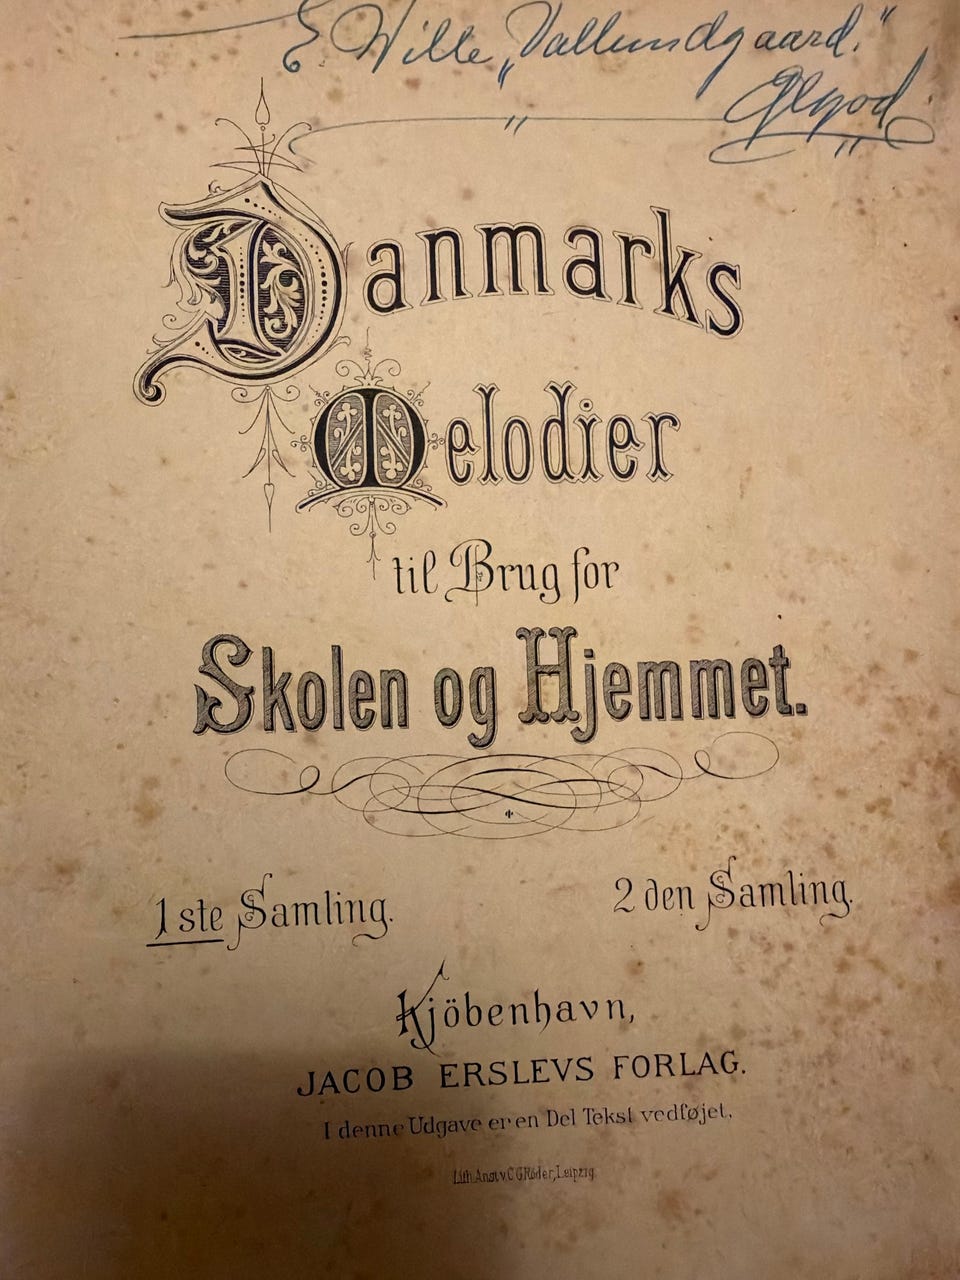 E Wille „Vallundgaard."
Danmarks
Melodier
til Brug for
Skolen og Hjemmet.
1ste Samling.
2den Samling.
Kjöbenhavn,
JACOB ERSLEVS FORLAG.
I denne Udgave er en Del Tekst vedføjet.
Lith. Anst. v. C G Röder, Leipzig